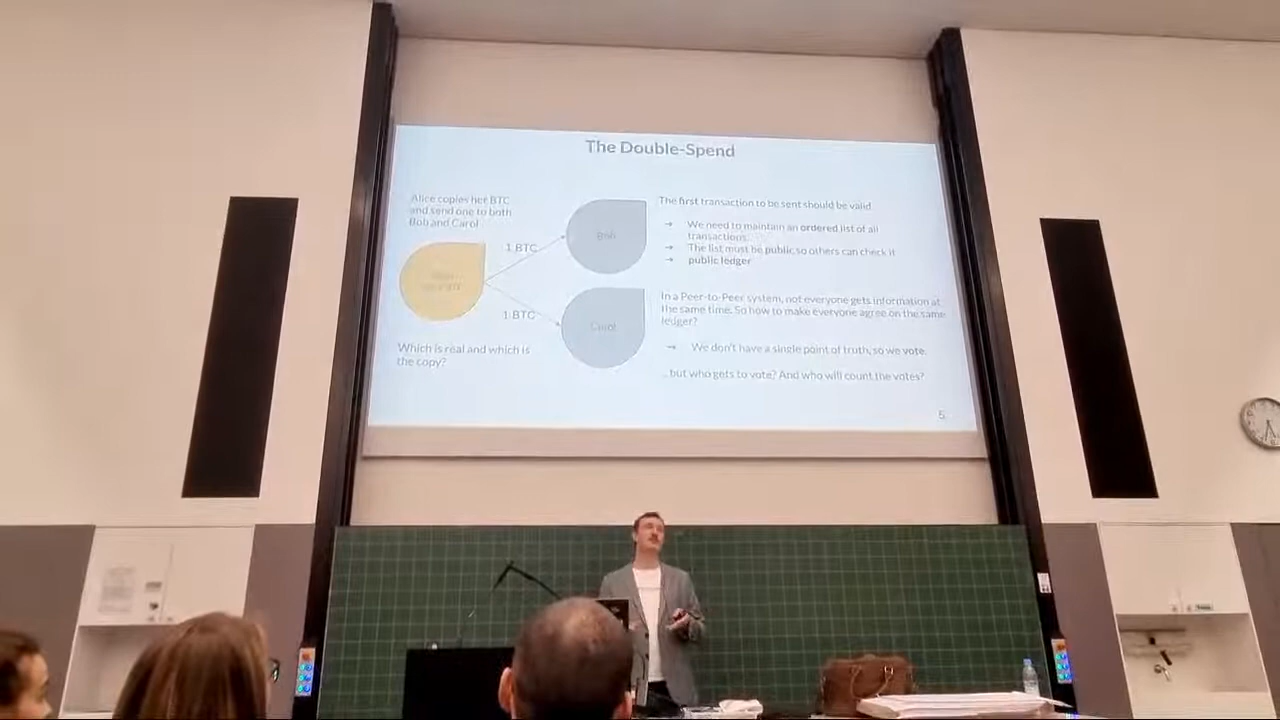 The Double-Spend
Alice copies her BTC
and send one to both
Bob and Carol
1 BTC
1 BTC
Bob
Carol
Which is real and which is
the copy?
The first transaction to be sent should be valid
→ We need to maintain an ordered list of all
transactions.
→ The list must be public, so others can check it
→ public ledger
In a Peer-to-Peer system, not everyone gets information at
the same time. So how to make everyone agree on the same
ledger?
→ We don't have a single point of truth, so we vote.
...but who gets to vote? And who will count the votes?
5